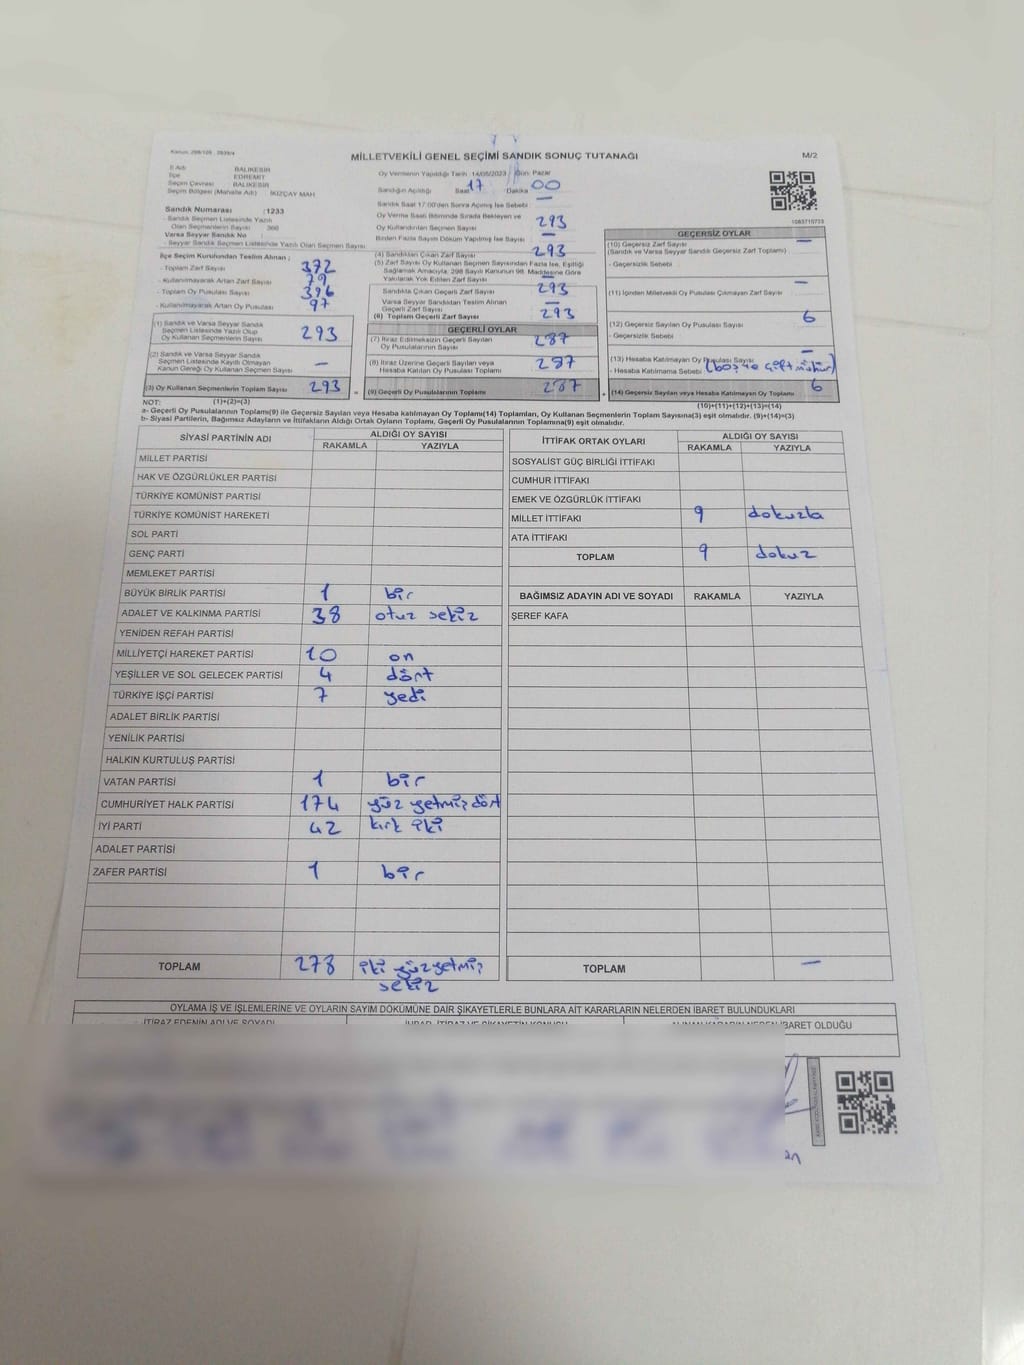 Kanun: 298/105 , 2839/4
MİLLETVEKİLİ GENEL SEÇİMİ SANDIK SONUÇ TUTANAĞI
M/2
İl Adı BALIKESİR
İlçe EDREMİT
Seçim Çevresi BALIKESİR
Seçim Bölgesi (Mahalle Adı) İKİZÇAY MAH
Sandık Numarası :1233
- Sandık Seçmen Listesinde Yazılı
Olan Seçmenlerin Sayısı 366
Varsa Seyyar Sandık No :
- Seyyar Sandık Seçmen Listesinde Yazılı Olan Seçmen Sayısı
İlçe Seçim Kurulundan Teslim Alınan ;
- Toplam Zarf Sayısı 372
- Kullanılmayarak Artan Zarf Sayısı 79
- Toplam Oy Pusulası Sayısı
- Kullanılmayarak Artan Oy Pusulası 97
(1) Sandık ve Varsa Seyyar Sandık
Seçmen Listesinde Yazılı Olup
Oy Kullanan Seçmenlerin Sayısı 293
(2) Sandık ve Varsa Seyyar Sandık
Seçmen Listesinde Kayıtlı Olmayan
Kanun Gereği Oy Kullanan Seçmen Sayısı —
(3) Oy Kullanan Seçmenlerin Toplam Sayısı 293 =
Oy Vermenin Yapıldığı Tarih :14/05/2023 Gün: Pazar
Sandığın Açıldığı Saat 17 Dakika 00
Sandık Saat 17:00'den Sonra Açılmış İse Sebebi —
Oy Verme Saati Bitiminde Sırada Bekleyen ve
Oy Kullandırılan Seçmen Sayısı 293
Birden Fazla Sayım Döküm Yapılmış İse Sayısı —
(4) Sandıktan Çıkan Zarf Sayısı 293
(5) Zarf Sayısı Oy Kullanan Seçmen Sayısından Fazla İse, Eşitliği
Sağlamak Amacıyla; 298 Sayılı Kanunun 98. Maddesine Göre
Yakılarak Yok Edilen Zarf Sayısı —
Sandıkta Çıkan Geçerli Zarf Sayısı 293
Varsa Seyyar Sandıktan Teslim Alınan
Geçerli Zarf Sayısı —
(6) Toplam Geçerli Zarf Sayısı 293
GEÇERLİ OYLAR
(7) İtiraz Edilmeksizin Geçerli Sayılan
Oy Pusulalarının Sayısı 287
(8) İtiraz Üzerine Geçerli Sayılan veya
Hesaba Katılan Oy Pusulası Sayısı 287
(9) Geçerli Oy Pusulalarının Toplamı 287 +
1083715733
GEÇERSİZ OYLAR
(10) Geçersiz Zarf Sayısı —
(Sandık ve Varsa Seyyar Sandık Geçersiz Zarf Toplamı)
- Geçersizlik Sebebi
(11) İçinden Milletvekili Oy Pusulası Çıkmayan Zarf Sayısı —
(12) Geçersiz Sayılan Oy Pusulası Sayısı 6
- Geçersizlik Sebebi
(13) Hesaba Katılmayan Oy Pusulası Sayısı —
- Hesaba Katılmama Sebebi (boş ve çift mühür)
(14) Geçersiz Sayılan veya Hesaba Katılmayan Oy Toplamı 6
NOT: (1)+(2)=(3) (10)+(11)+(12)+(13)=(14)
a- Geçerli Oy Pusulalarının Toplamı(9) ile Geçersiz Sayılan veya Hesaba katılmayan Oy Toplamı(14) Toplamları, Oy Kullanan Seçmenlerin Toplam Sayısına(3) eşit olmalıdır. (9)+(14)=(3)
b- Siyasi Partilerin, Bağımsız Adayların ve İttifakların Aldığı Ortak Oyların Toplamı, Geçerli Oy Pusulalarının Toplamına(9) eşit olmalıdır.
SİYASİ PARTİNİN ADI ALDIĞI OY SAYISI
RAKAMLA YAZIYLA
MİLLET PARTİSİ
HAK VE ÖZGÜRLÜKLER PARTİSİ
TÜRKİYE KOMÜNİST PARTİSİ
TÜRKİYE KOMÜNİST HAREKETİ
SOL PARTİ
GENÇ PARTİ
MEMLEKET PARTİSİ
BÜYÜK BİRLİK PARTİSİ 1 bir
ADALET VE KALKINMA PARTİSİ 38 otuz sekiz
YENİDEN REFAH PARTİSİ
MİLLİYETÇİ HAREKET PARTİSİ 10 on
YEŞİLLER VE SOL GELECEK PARTİSİ 4 dört
TÜRKİYE İŞÇİ PARTİSİ 7 yedi
ADALET BİRLİK PARTİSİ
YENİLİK PARTİSİ
HALKIN KURTULUŞ PARTİSİ
VATAN PARTİSİ 1 bir
CUMHURİYET HALK PARTİSİ 174 yüz yetmiş dört
İYİ PARTİ 42 kırk iki
ADALET PARTİSİ
ZAFER PARTİSİ 1 bir
TOPLAM 278 iki yüz yetmiş
sekiz
İTTİFAK ORTAK OYLARI ALDIĞI OY SAYISI
RAKAMLA YAZIYLA
SOSYALİST GÜÇ BİRLİĞİ İTTİFAKI
CUMHUR İTTİFAKI
EMEK VE ÖZGÜRLÜK İTTİFAKI
MİLLET İTTİFAKI 9
ATA İTTİFAKI
TOPLAM 9 dokuz
BAĞIMSIZ ADAYIN ADI VE SOYADI RAKAMLA YAZIYLA
ŞEREF KAFA
TOPLAM —
OYLAMA İŞ VE İŞLEMLERİNE VE OYLARIN SAYIM DÖKÜMÜNE DAİR ŞİKAYETLERLE BUNLARA AİT KARARLARIN NELERDEN İBARET BULUNDUKLARI
İTİRAZ EDENİN ADI VE SOYADI
İBARET OLDUĞU